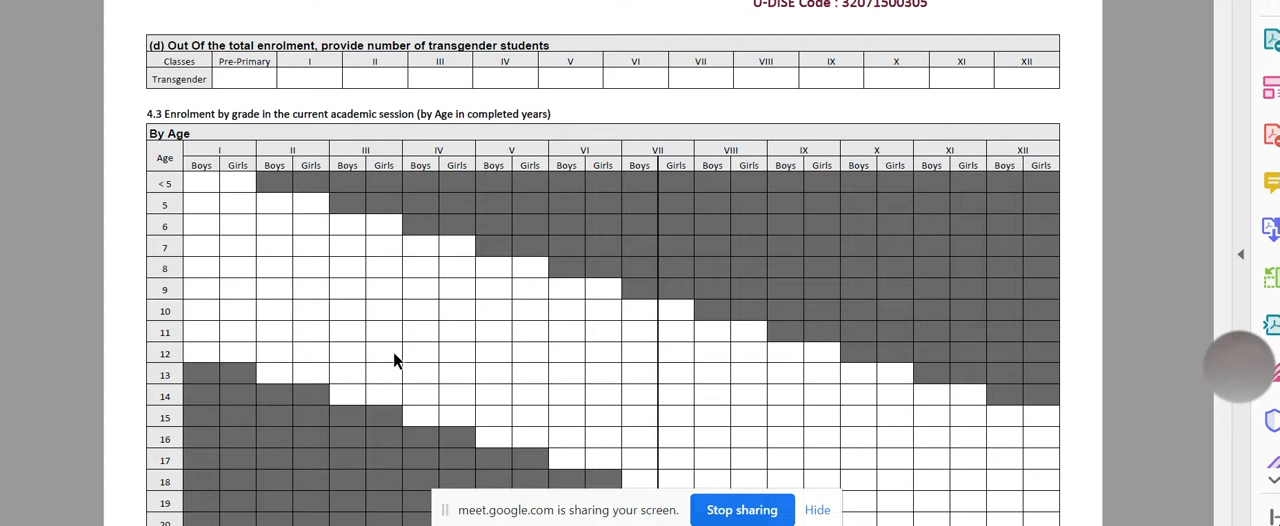 U-DISE Code : 32071500305
(d) Out Of the total enrolment, provide number of transgender students
Classes Pre-Primary I II III IV V VI VII VIII IX X XI XII
Transgender
4.3 Enrolment by grade in the current academic session (by Age in completed years)
By Age
Age I II III IV V VI VII VIII IX X XI XII
Boys Girls Boys Girls Boys Girls Boys Girls Boys Girls Boys Girls Boys Girls Boys Girls Boys Girls Boys Girls Boys Girls Boys Girls
< 5
5
6
7
8
9
10
11
12
13
14
15
16
17
18
19
20
meet.google.com is sharing your screen. Stop sharing Hide